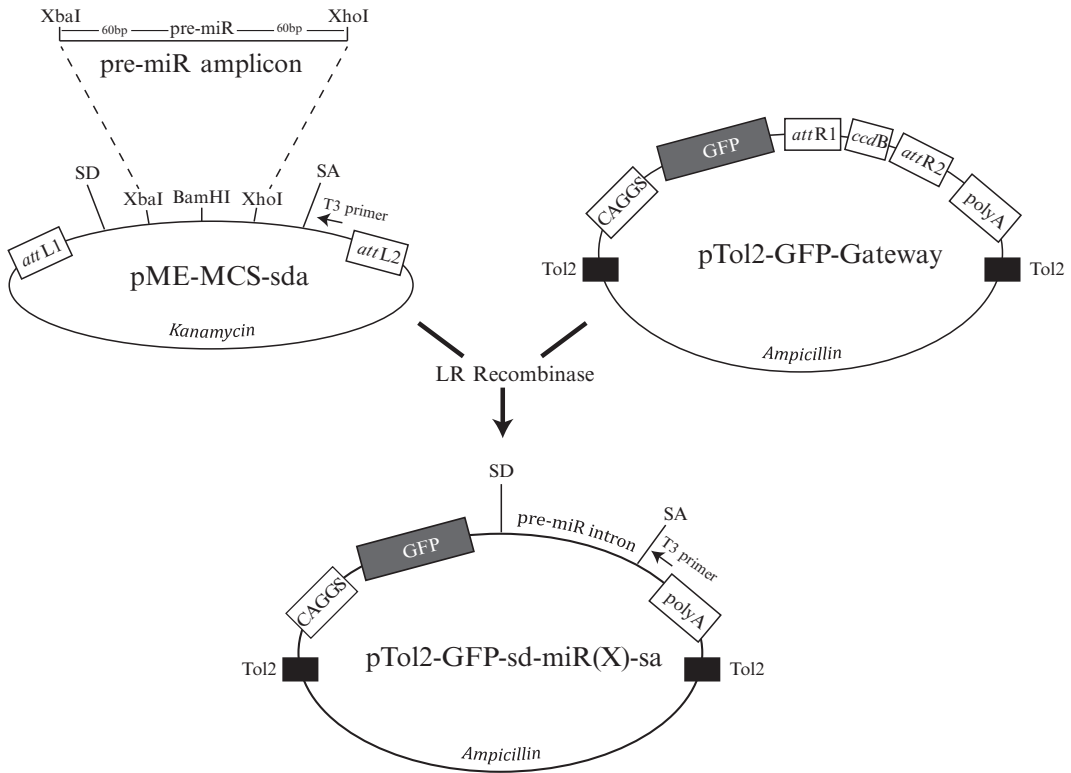 XbaI
60bp
pre-miR
60bp
XhoI
pre-miR amplicon
SD
XbaI
BamHI
XhoI
SA
T3 primer
attL1
attL2
pME-MCS-sda
Kanamycin
CAGGS
GFP
attR1
ccdB
attR2
polyA
Tol2
Tol2
pTol2-GFP-Gateway
Ampicillin
LR Recombinase
SD
pre-miR intron
SA
T3 primer
CAGGS
GFP
polyA
Tol2
Tol2
pTol2-GFP-sd-miR(X)-sa
Ampicillin